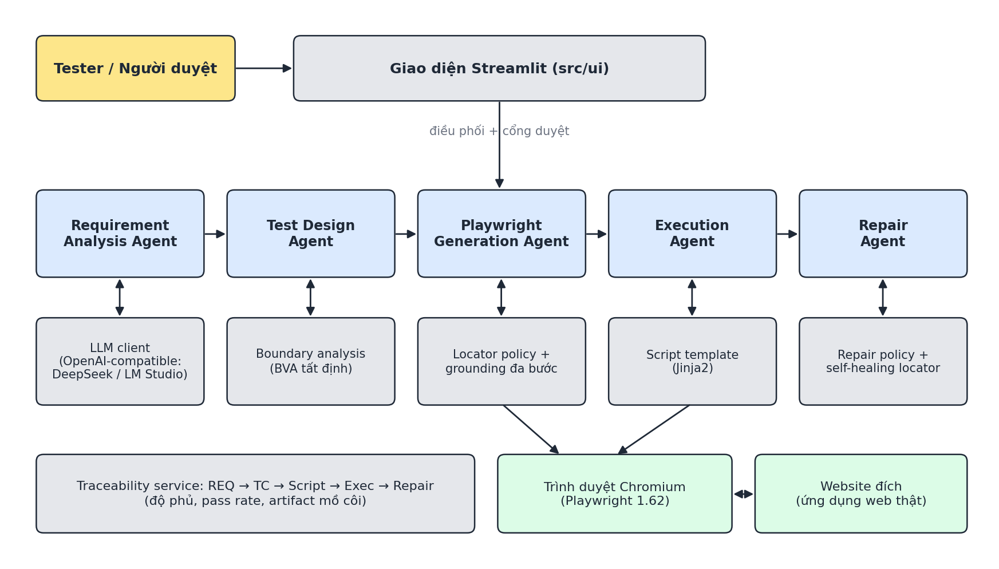 Tester / Người duyệt
Giao diện Streamlit (src/ui)
điều phối + cổng duyệt
Requirement
Analysis Agent
Test Design
Agent
Playwright
Generation Agent
Execution
Agent
Repair
Agent
LLM client
(OpenAI-compatible:
DeepSeek / LM Studio)
Boundary analysis
(BVA tất định)
Locator policy +
grounding đa bước
Script template
(Jinja2)
Repair policy +
self-healing locator
Traceability service: REQ → TC → Script → Exec → Repair
(độ phủ, pass rate, artifact mồ côi)
Trình duyệt Chromium
(Playwright 1.62)
Website đích
(ứng dụng web thật)